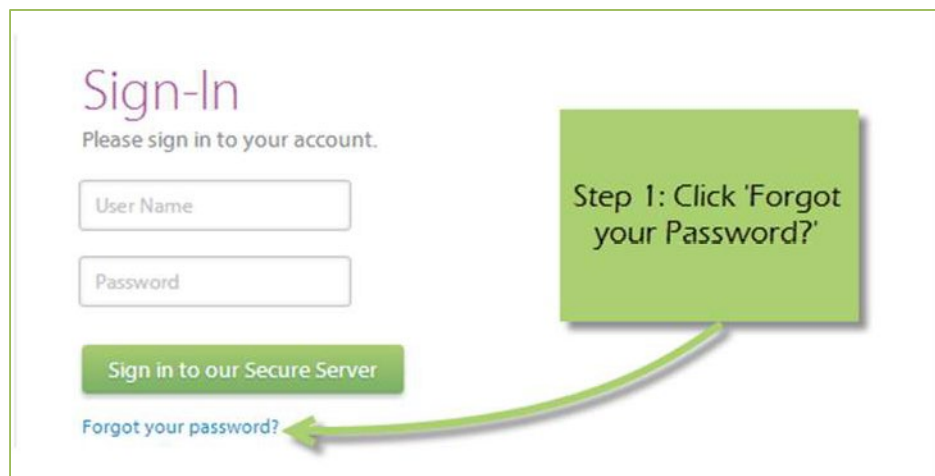 Sign-In
Please sign in to your account.
User Name
Password
Sign in to our Secure Server
Forgot your password?
Step 1: Click 'Forgot
your Password?'